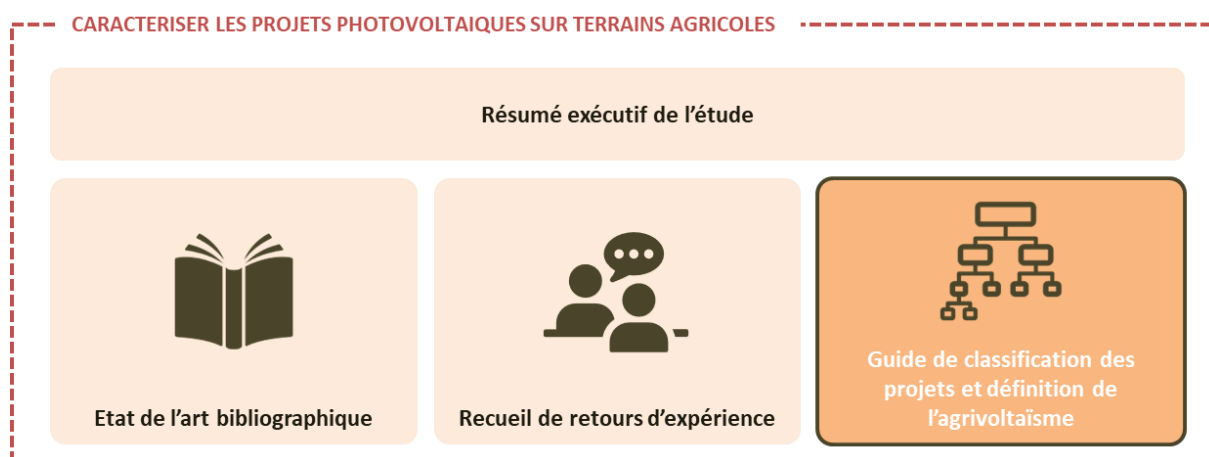 CARACTERISER LES PROJETS PHOTOVOLTAIQUES SUR TERRAINS AGRICOLES
Résumé exécutif de l'étude
Etat de l'art bibliographique
Recueil de retours d'expérience
Guide de classification des
projets et définition de
l'agrivoltaïsme